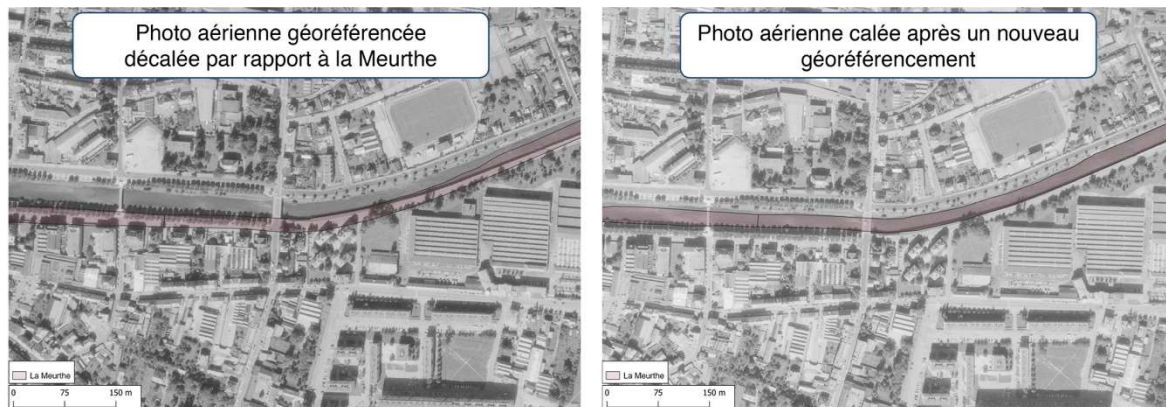 Photo aérienne géoréférencée
décalée par rapport à la Meurthe
La Meurthe
0 75 150 m
Photo aérienne calée après un nouveau
géoréférencement
La Meurthe
0 75 150 m